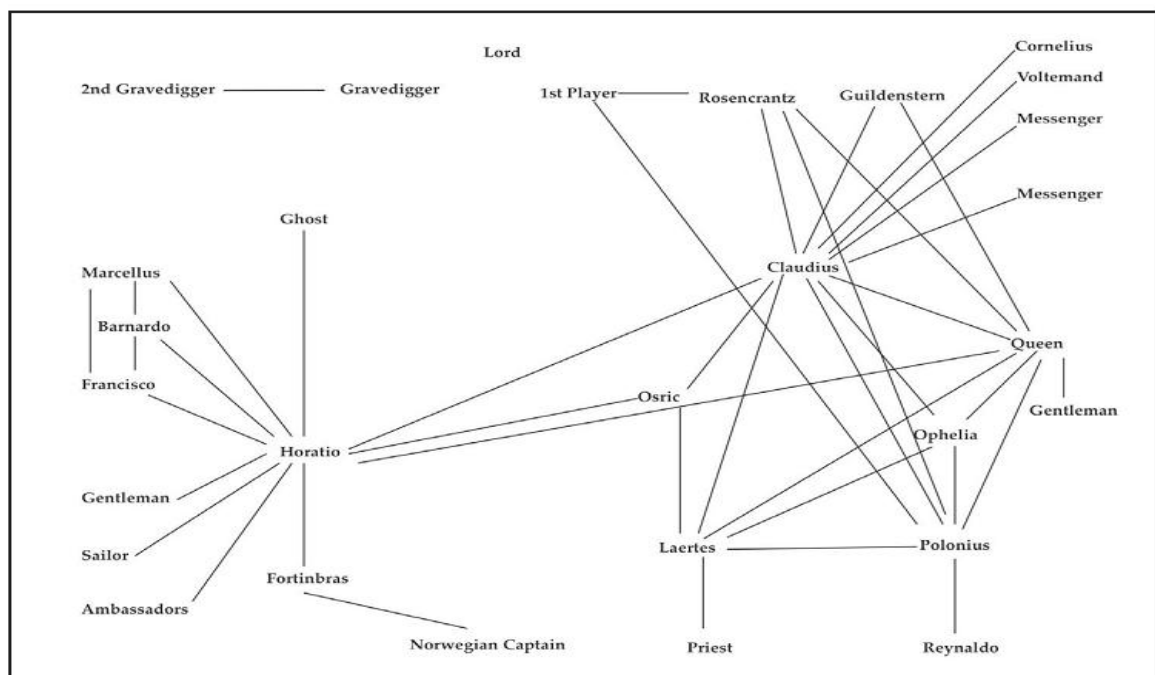 Lord
Cornelius
Voltemand
2nd Gravedigger
Gravedigger
1st Player
Rosencrantz
Guildenstern
Messenger
Messenger
Ghost
Marcellus
Claudius
Barnardo
Queen
Francisco
Osric
Gentleman
Ophelia
Horatio
Gentleman
Laertes
Polonius
Sailor
Fortinbras
Ambassadors
Norwegian Captain
Priest
Reynaldo